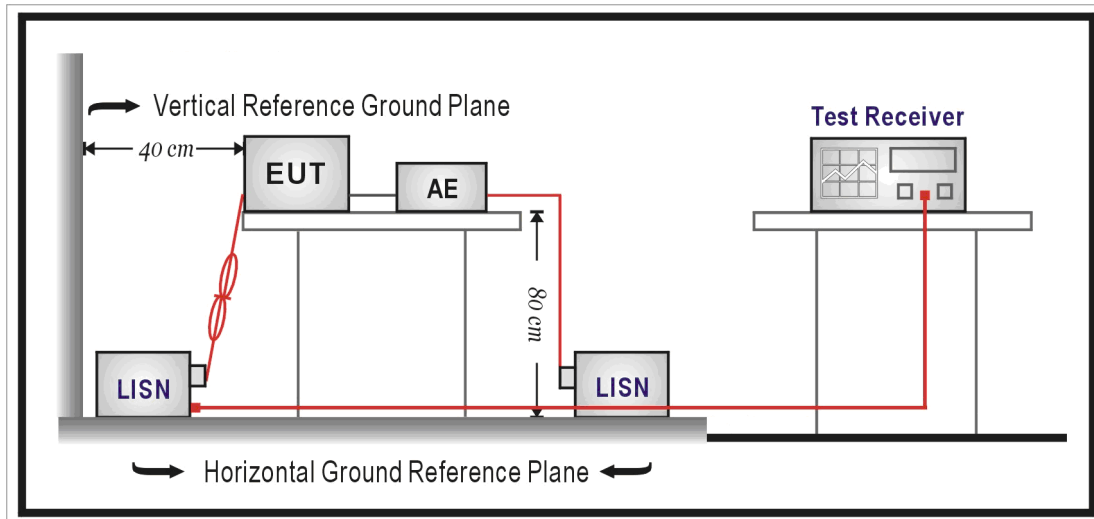 Vertical Reference Ground Plane
40 cm
EUT
AE
Test Receiver
80 cm
LISN
LISN
Horizontal Ground Reference Plane